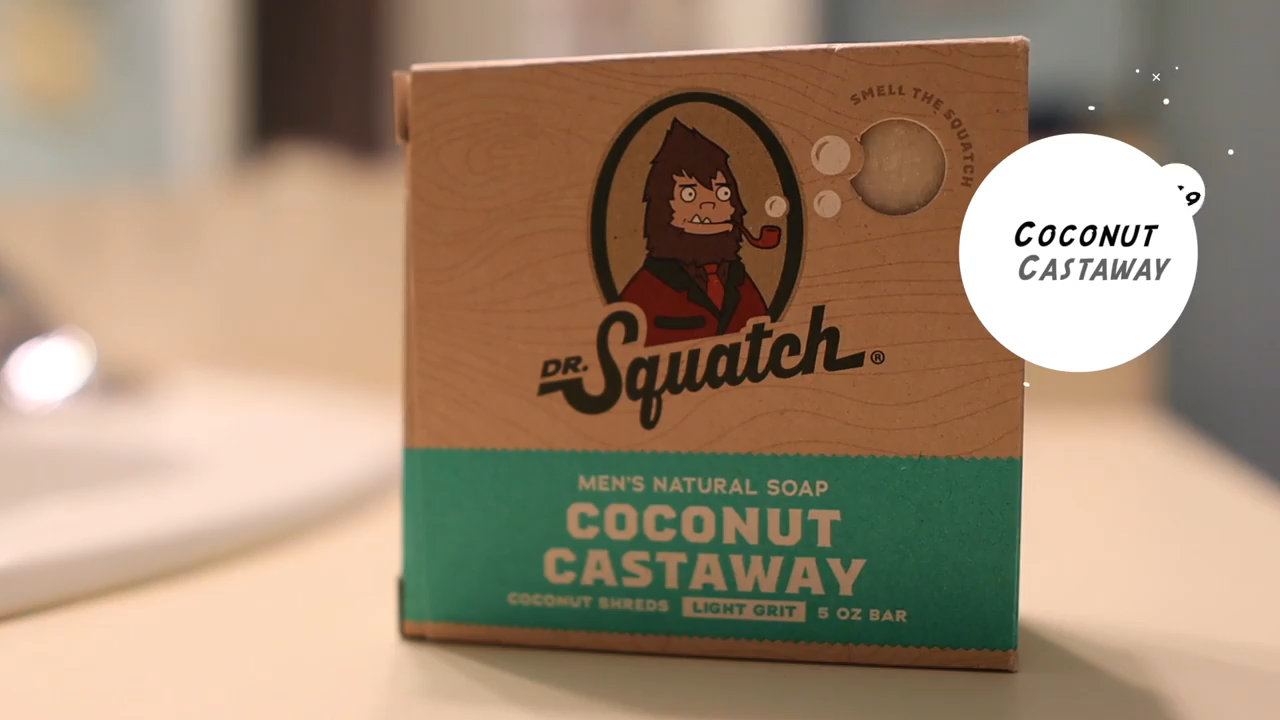 SMELL THE SQUATCH
DR. Squatch®
MEN'S NATURAL SOAP
COCONUT
CASTAWAY
COCONUT SHREDS LIGHT GRIT 5 OZ BAR
COCONUT
CASTAWAY